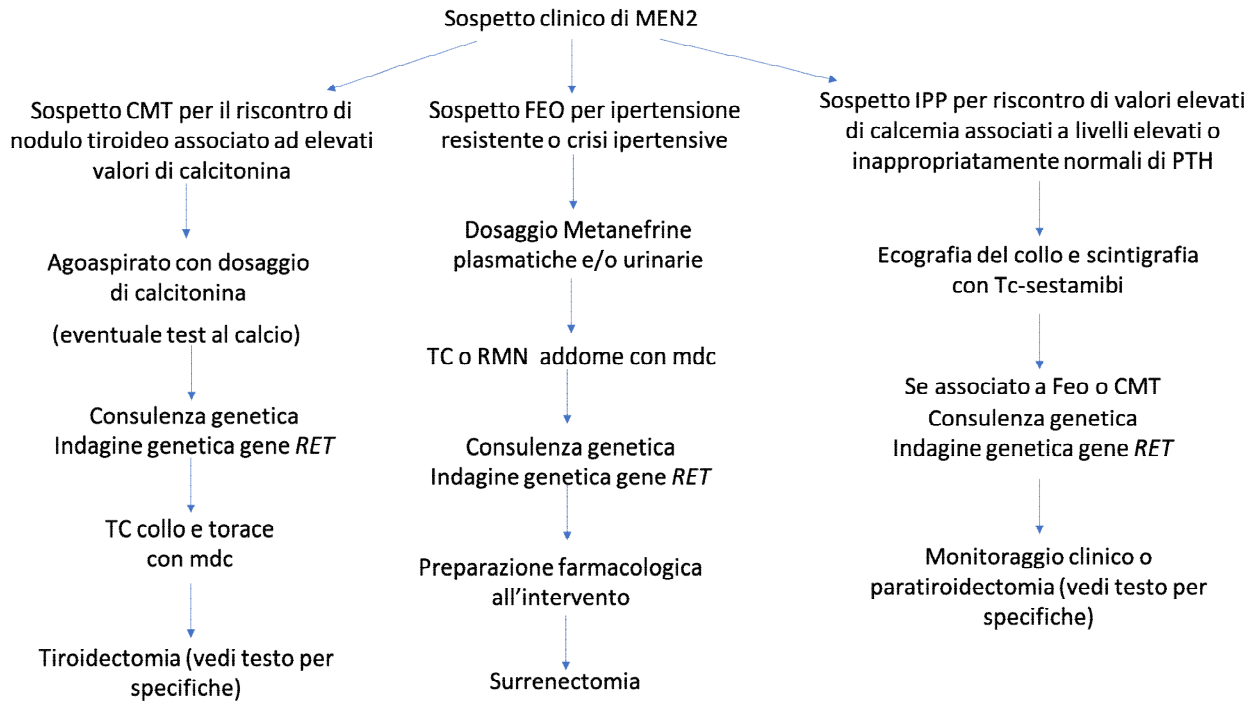 Sospetto clinico di MEN2
Sospetto CMT per il riscontro di
nodulo tiroideo associato ad elevati
valori di calcitonina
Agoaspirato con dosaggio
di calcitonina
(eventuale test al calcio)
Consulenza genetica
Indagine genetica gene RET
TC collo e torace
con mdc
Tiroidectomia (vedi testo per
specifiche)
Sospetto FEO per ipertensione
resistente o crisi ipertensive
Dosaggio Metanefrine
plasmatiche e/o urinarie
TC o RMN addome con mdc
Consulenza genetica
Indagine genetica gene RET
Preparazione farmacologica
all'intervento
Surrenectomia
Sospetto IPP per riscontro di valori elevati
di calcemia associati a livelli elevati o
inappropriatamente normali di PTH
Ecografia del collo e scintigrafia
con Tc-sestamibi
Se associato a Feo o CMT
Consulenza genetica
Indagine genetica gene RET
Monitoraggio clinico o
paratiroidectomia (vedi testo per
specifiche)